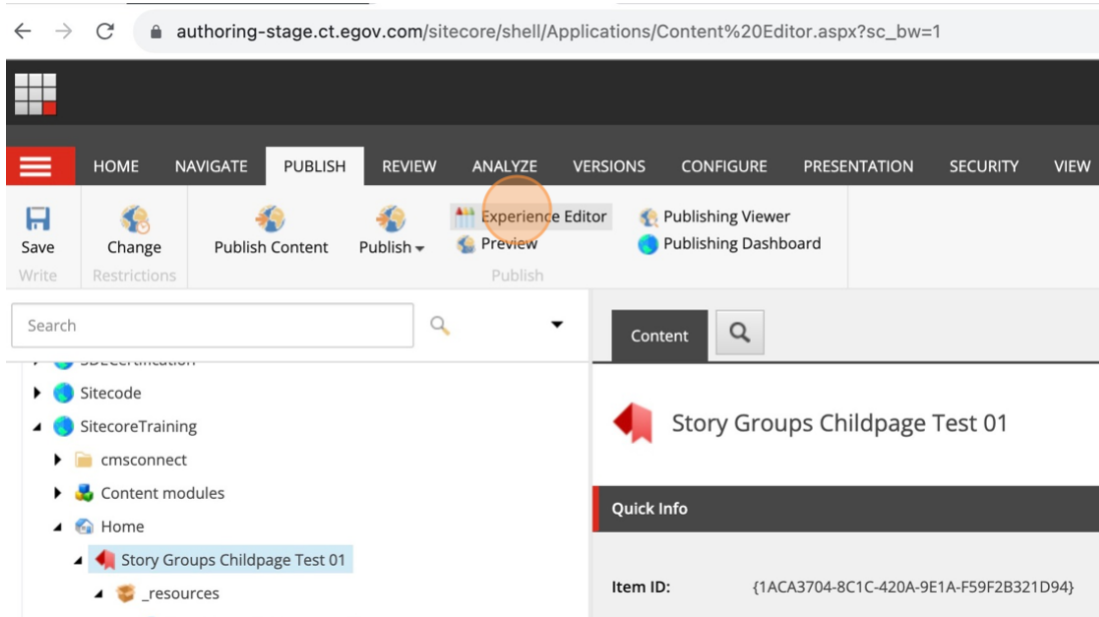 authoring-stage.ct.egov.com/sitecore/shell/Applications/Content%20Editor.aspx?sc_bw=1
HOME NAVIGATE PUBLISH REVIEW ANALYZE VERSIONS CONFIGURE PRESENTATION SECURITY VIEW
Experience Editor Publishing Viewer
Save Change Publish Content Publish Preview Publishing Dashboard
Write Restrictions Publish
Search
Content
Sitecode
SitecoreTraining
Story Groups Childpage Test 01
cmsconnect
Content modules
Quick Info
Home
Story Groups Childpage Test 01
_resources
Item ID: {1ACA3704-8C1C-420A-9E1A-F59F2B321D94}